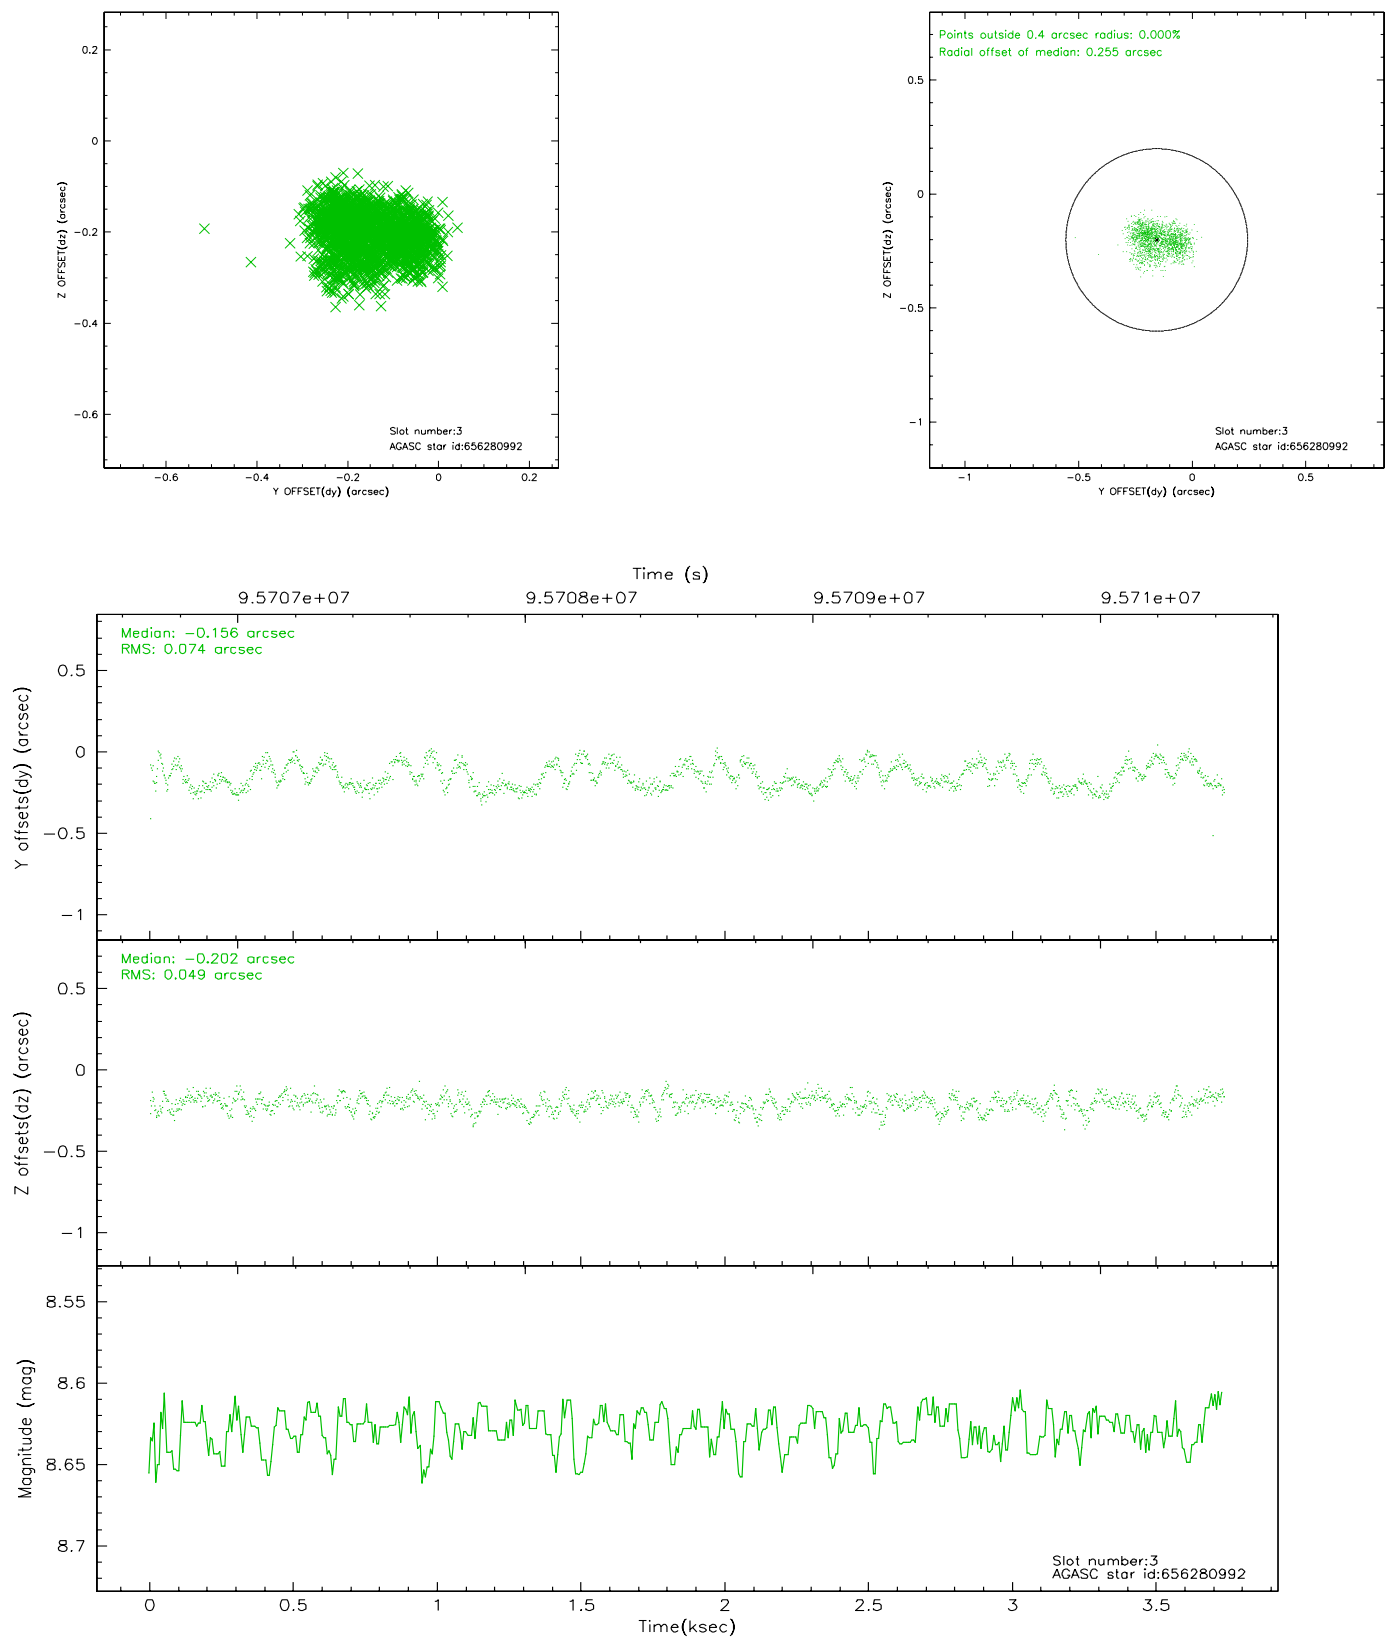 0.2
0
−0.2
−0.4
−0.6
Z OFFSET(dz) (arcsec)
Slot number:3
AGASC star id:656280992
−0.6
−0.4
−0.2
0
0.2
Y OFFSET(dy) (arcsec)
Points outside 0.4 arcsec radius: 0.000%
Radial offset of median: 0.255 arcsec
0.5
0
−0.5
−1
Z OFFSET(dz) (arcsec)
Slot number:3
AGASC star id:656280992
−1
−0.5
0
0.5
Y OFFSET(dy) (arcsec)
Time (s)
9.5707e+07
9.5708e+07
9.5709e+07
9.571e+07
Median: −0.156 arcsec
RMS: 0.074 arcsec
0.5
0
−0.5
−1
Y offsets(dy) (arcsec)
Median: −0.202 arcsec
RMS: 0.049 arcsec
0.5
0
−0.5
−1
Z offsets(dz) (arcsec)
8.55
8.6
8.65
8.7
Magnitude (mag)
Slot number:3
AGASC star id:656280992
0
0.5
1
1.5
2
2.5
3
3.5
Time(ksec)